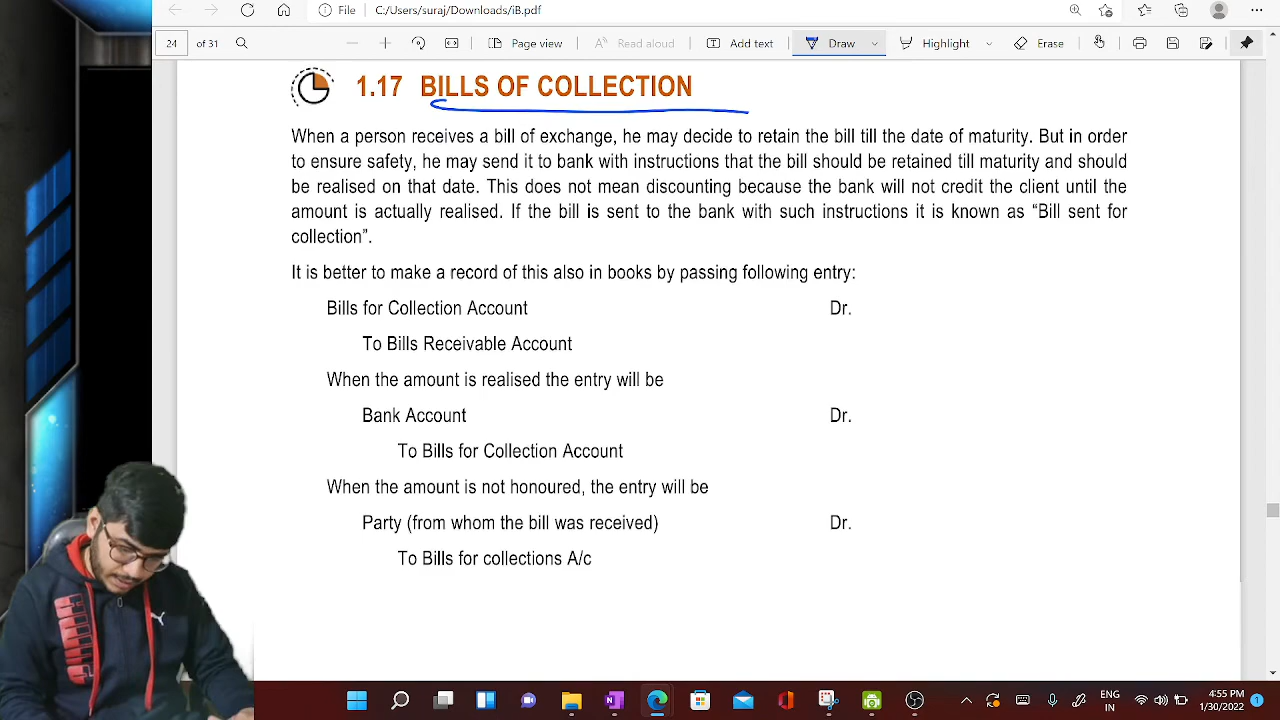 File
C:/Users/suraj/Downloads/iB.pdf
24 of 31
Page view
Read aloud
Add text
Draw
Highlight
Erase
1.17 BILLS OF COLLECTION
When a person receives a bill of exchange, he may decide to retain the bill till the date of maturity. But in order
to ensure safety, he may send it to bank with instructions that the bill should be retained till maturity and should
be realised on that date. This does not mean discounting because the bank will not credit the client until the
amount is actually realised. If the bill is sent to the bank with such instructions it is known as “Bill sent for
collection”.
It is better to make a record of this also in books by passing following entry:
Bills for Collection Account Dr.
To Bills Receivable Account
When the amount is realised the entry will be
Bank Account Dr.
To Bills for Collection Account
When the amount is not honoured, the entry will be
Party (from whom the bill was received) Dr.
To Bills for collections A/c
ENG
IN
4:55 PM
1/30/2022
1